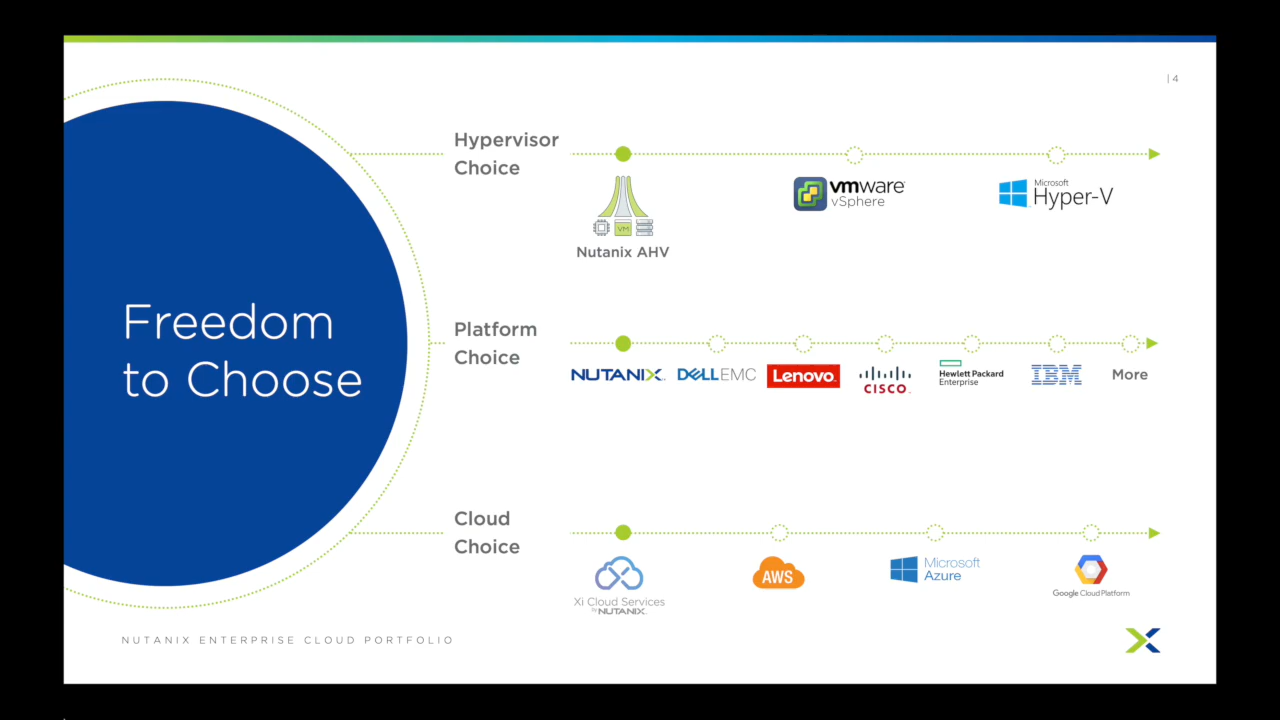 | 4
Freedom
to Choose
Hypervisor
Choice
VM
Nutanix AHV
vmware
vSphere
Microsoft
Hyper-V
Platform
Choice
NUTANIX
DELLEMC
Lenovo
CISCO
Hewlett Packard
Enterprise
IBM
More
Cloud
Choice
Xi Cloud Services
by NUTANIX
AWS
Microsoft
Azure
Google Cloud Platform
NUTANIX ENTERPRISE CLOUD PORTFOLIO